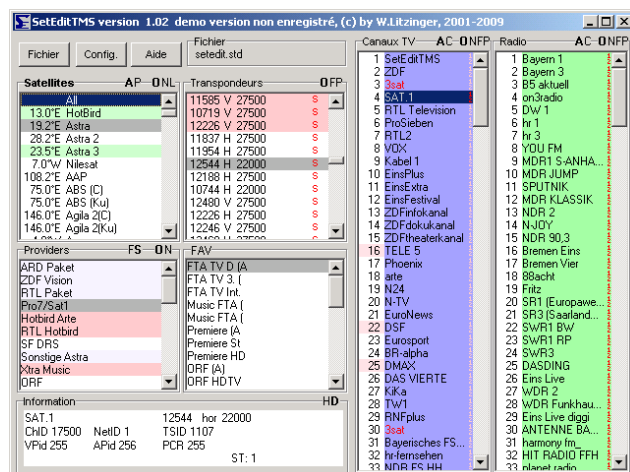 SetEditTMS version 1.02 demo version non enregistré, (c) by W.Litzinger, 2001-2009
Fichier
Config.
Aide
Fichier
setedit.std
Satellites AP ONL
All
13.0°E HotBird
19.2°E Astra
28.2°E Astra 2
23.5°E Astra 3
7.0°W Nilesat
108.2°E AAP
75.0°E ABS (C)
75.0°E ABS (Ku)
146.0°E Agila 2(C)
146.0°E Agila 2(Ku)
Transpondeurs OFP
11585 V 27500 S
10719 V 27500 S
12226 V 27500 S
11837 H 27500 S
11954 H 27500 S
12544 H 22000 S
12188 H 27500 S
10744 H 22000 S
12480 V 27500 S
12226 H 27500 S
12246 V 27500 S
Providers FS ON
ARD Paket
ZDF Vision
RTL Paket
Pro7/Sat1
Hotbird Arte
RTL Hotbird
SF DRS
Sonstige Astra
Xtra Music
ORF
FAV
FTA TV D (A
FTA TV 3. (
FTA TV Int.
Music FTA (
Music FTA (
Premiere (A
Premiere St
Premiere HD
ORF (A)
ORF HDTV
Information HD
SAT.1 12544 hor 22000
ChID 17500 NetID 1 TSID 1107
VPid 255 APid 256 PCR 255
ST: 1
Canaux TV AC ONFP
1 SetEditTMS
2 ZDF
3 3sat
4 SAT.1
5 RTL Television
6 ProSieben
7 RTL2
8 VOX
9 Kabel 1
10 EinsPlus
11 EinsExtra
12 EinsFestival
13 ZDFinfokanal
14 ZDFdokukanal
15 ZDFtheaterkanal
16 TELE 5
17 Phoenix
18 arte
19 N24
20 N-TV
21 EuroNews
22 DSF
23 Eurosport
24 BR-alpha
25 DMAX
26 DAS VIERTE
27 KiKa
28 TW1
29 RNFplus
30 3sat
31 Bayerisches FS...
32 hr-fernsehen
33 NDR FS HH
Radio AC ONFP
1 Bayern 1
2 Bayern 3
3 B5 aktuell
4 on3radio
5 DW 1
6 hr 1
7 hr 3
8 YOU FM
9 MDR1 S-ANHA...
10 MDR JUMP
11 SPUTNIK
12 MDR KLASSIK
13 NDR 2
14 NJOY
15 NDR 90,3
16 Bremen Eins
17 Bremen Vier
18 88acht
19 Fritz
20 SR1 (Europawe...
21 SR3 (Saarland...
22 SWR1 BW
23 SWR1 RP
24 SWR3
25 DASDING
26 Eins Live
27 WDR 2
28 WDR Funkhau...
29 Eins Live diggi
30 ANTENNE BA...
31 harmony fm_
32 HIT RADIO FFH
33 planet radio